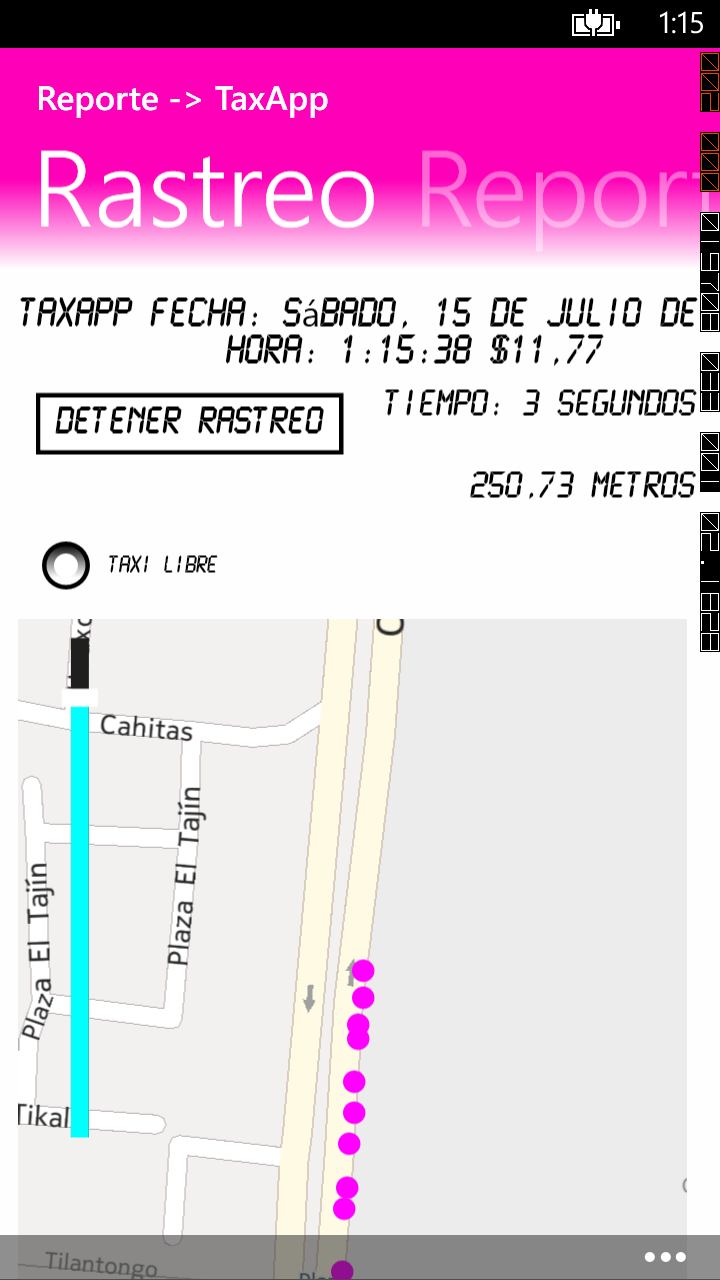 1:15
Reporte -> TaxApp
Rastreo Report
TAXAPP FECHA: SáBADO, 15 DE JULIO DE
HORA: 1:15:38 $11,77
DETENER RASTREO
TIEMPO: 3 SEGUNDOS
250,73 METROS
TAXI LIBRE
Cahitas
Plaza El Tajín
Plaza El Tajín
Tikal
Tilantongo